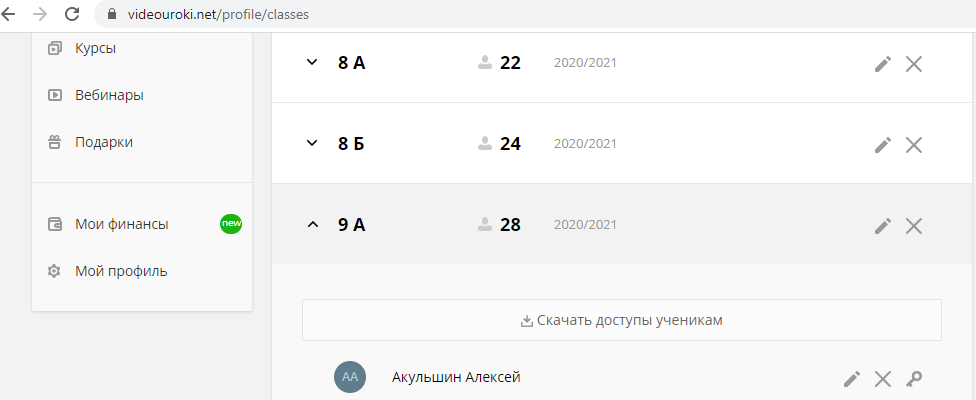 videouroki.net/profile/classes
Курсы
Вебинары
Подарки
Мои финансы new
Мой профиль
8 А 22 2020/2021
8 Б 24 2020/2021
9 А 28 2020/2021
Скачать доступы ученикам
АА Акульшин Алексей